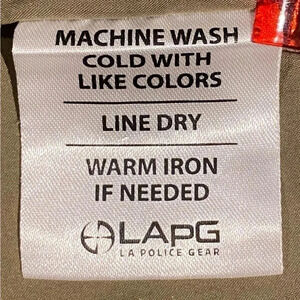 MACHINE WASH
COLD WITH
LIKE COLORS
LINE DRY
WARM IRON
IF NEEDED
LAPG
LA POLICE GEAR